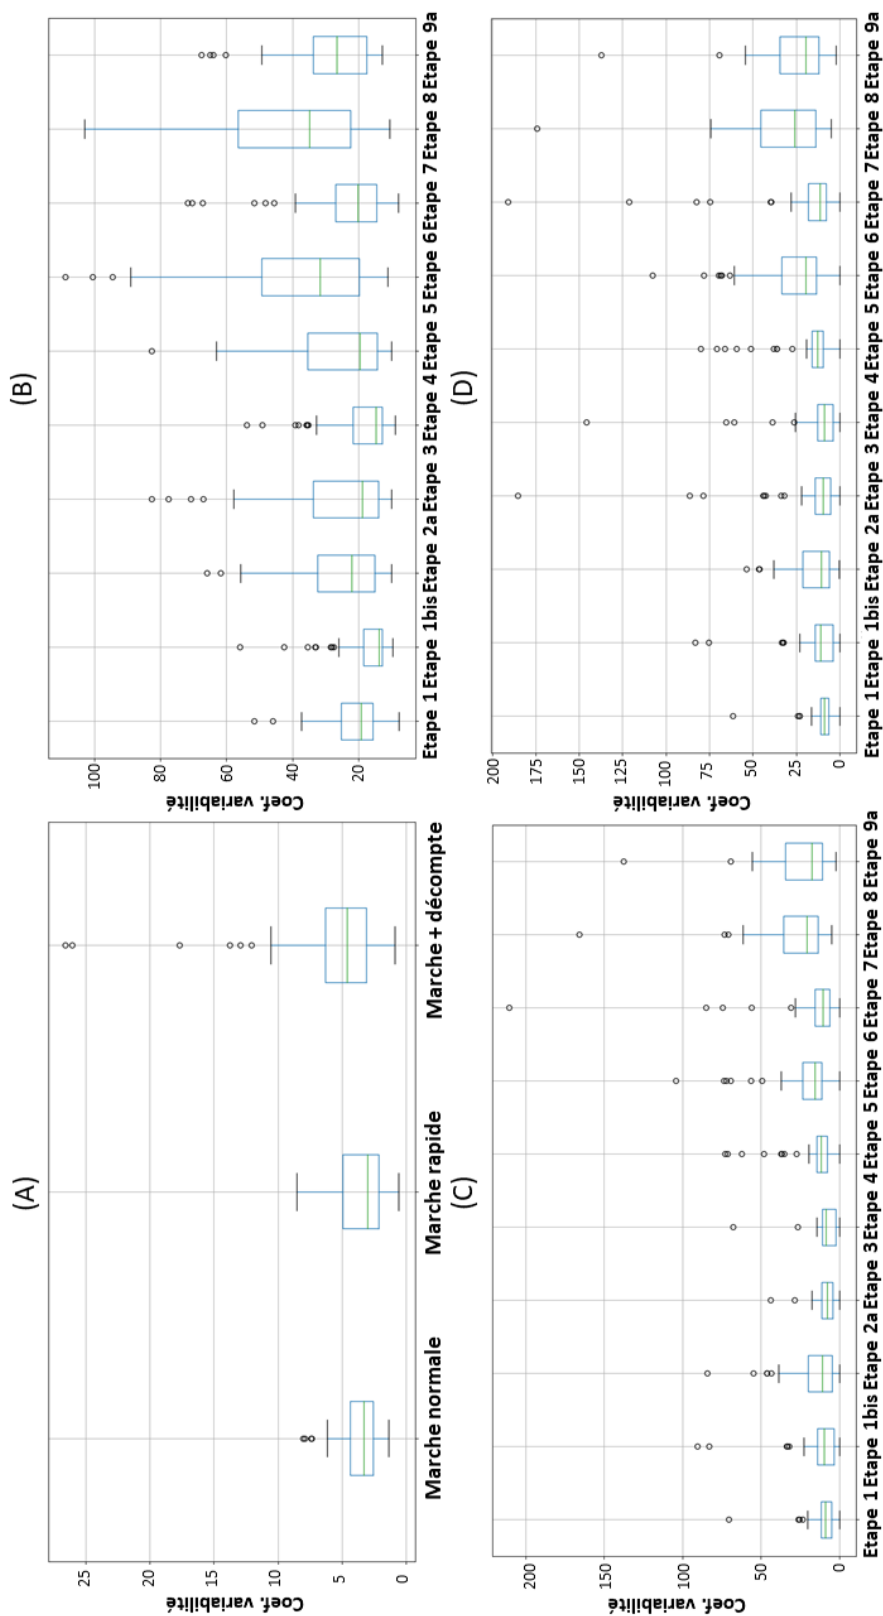 (A)
Coef. variabilité
25
20
15
10
5
0
Marche normale
Marche rapide
Marche + décompte
(B)
Coef. variabilité
100
80
60
40
20
Etape 1 Etape 1bis Etape 2a Etape 3 Etape 4 Etape 5 Etape 6 Etape 7 Etape 8 Etape 9a
(C)
Coef. variabilité
200
150
100
50
0
Etape 1 Etape 1bis Etape 2a Etape 3 Etape 4 Etape 5 Etape 6 Etape 7 Etape 8 Etape 9a
(D)
Coef. variabilité
200
175
150
125
100
75
50
25
0
Etape 1 Etape 1bis Etape 2a Etape 3 Etape 4 Etape 5 Etape 6 Etape 7 Etape 8 Etape 9a